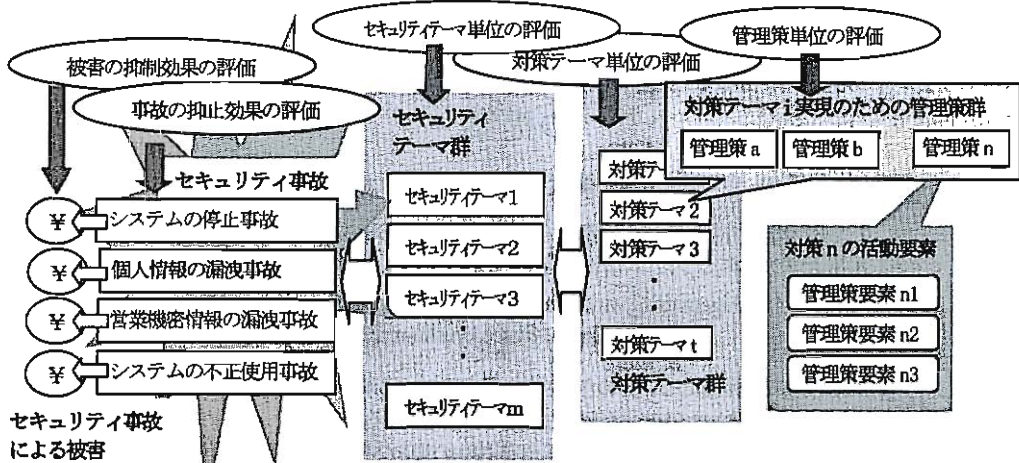 セキュリティテーマ単位の評価
管理策単位の評価
被害の抑制効果の評価
対策テーマ単位の評価
事故の抑止効果の評価
セキュリティ
テーマ群
対策テーマi実現のための管理策群
管理策a
管理策b
管理策n
セキュリティ事故
¥
システムの停止事故
¥
個人情報の漏洩事故
¥
営業機密情報の漏洩事故
¥
システムの不正使用事故
セキュリティ事故
による被害
セキュリティテーマ1
セキュリティテーマ2
セキュリティテーマ3
セキュリティテーマm
対策テー
対策テーマ2
対策テーマ3
対策テーマt
対策テーマ群
対策nの活動要素
管理策要素n1
管理策要素n2
管理策要素n3